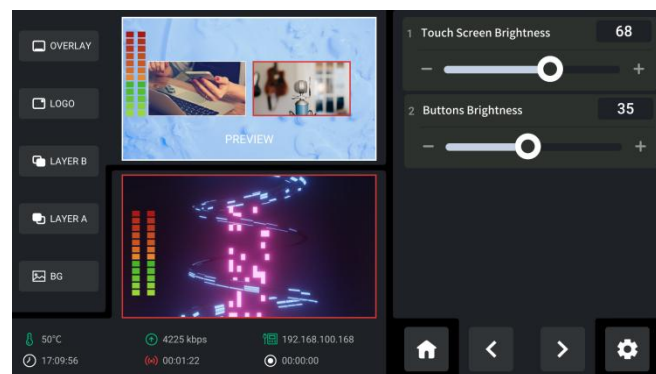 OVERLAY
LOGO
LAYER B
LAYER A
BG
PREVIEW
50°C
4225 kbps
192.168.100.168
17:09:56
00:01:22
00:00:00
1 Touch Screen Brightness 68
− +
2 Buttons Brightness 35
− +